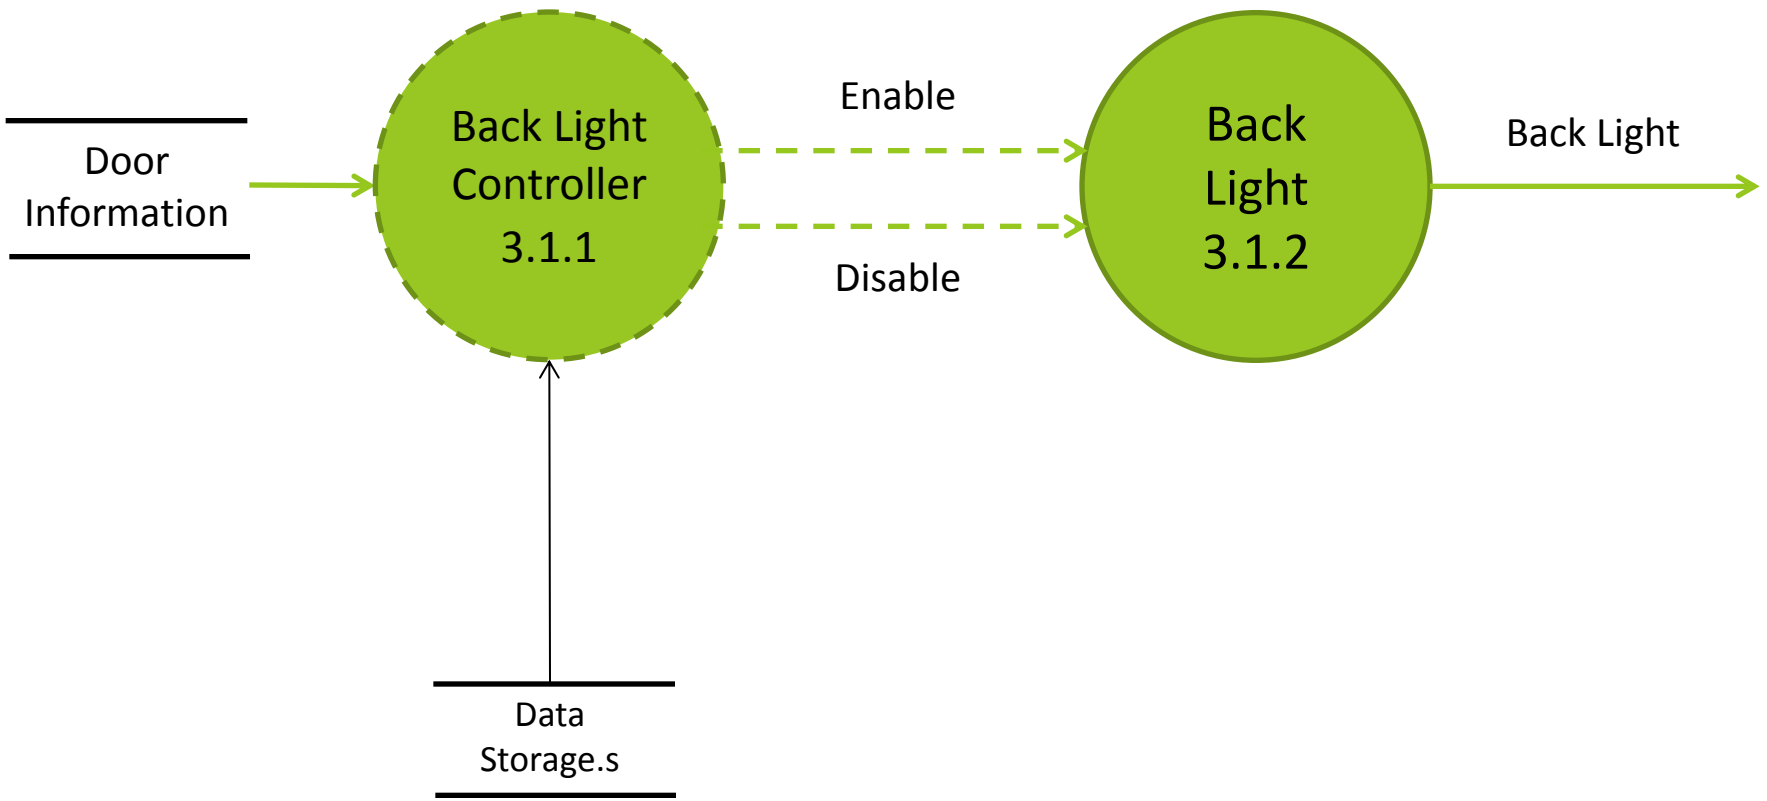 Door
Information
Back Light
Controller
3.1.1
Enable
Disable
Back
Light
3.1.2
Back Light
Data
Storage.s